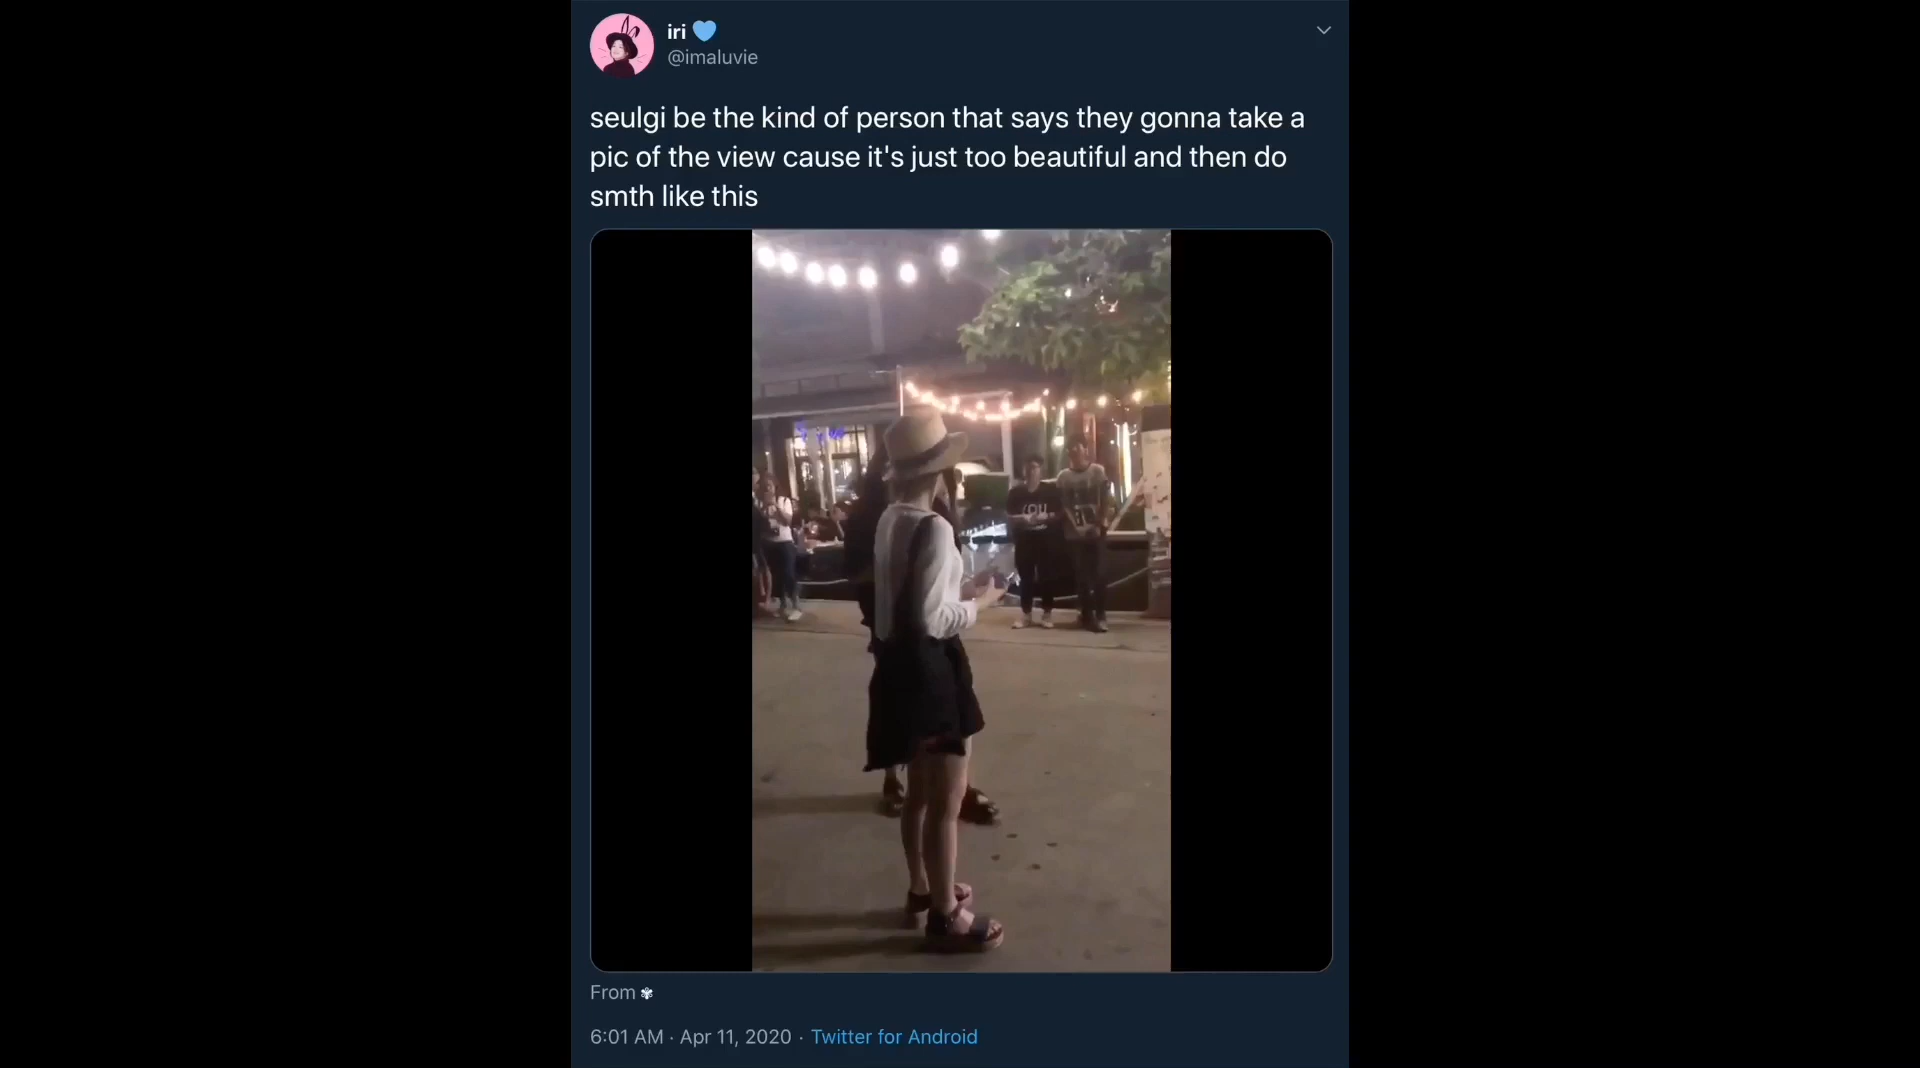 iri 💙
@imaluvie
seulgi be the kind of person that says they gonna take a
pic of the view cause it's just too beautiful and then do
smth like this
YOU
From ✾
6:01 AM · Apr 11, 2020 · Twitter for Android